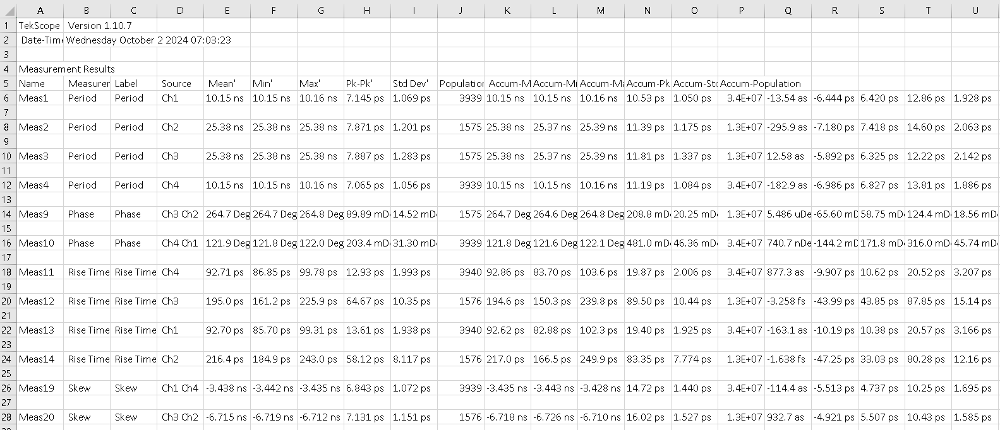 A B C D E F G H I J K L M N O P Q R S T U
1 TekScope Version 1.10.7
2 Date-Time Wednesday October 2 2024 07:03:23
3
4 Measurement Results
5 Name Measurer Label Source Mean' Min' Max' Pk-Pk' Std Dev' Population Accum-M Accum-Mi Accum-Ma Accum-Pk Accum-Std Accum-Population
6 Meas1 Period Period Ch1 10.15 ns 10.15 ns 10.16 ns 7.145 ps 1.069 ps 3939 10.15 ns 10.15 ns 10.16 ns 10.53 ps 1.050 ps 3.4E+07 -13.54 as -6.444 ps 6.420 ps 12.86 ps 1.928 ps
7
8 Meas2 Period Period Ch2 25.38 ns 25.38 ns 25.38 ns 7.871 ps 1.201 ps 1575 25.38 ns 25.37 ns 25.39 ns 11.39 ps 1.175 ps 1.3E+07 -295.9 as -7.180 ps 7.418 ps 14.60 ps 2.063 ps
9
10 Meas3 Period Period Ch3 25.38 ns 25.38 ns 25.38 ns 7.887 ps 1.283 ps 1575 25.38 ns 25.37 ns 25.39 ns 11.81 ps 1.337 ps 1.3E+07 12.58 as -5.892 ps 6.325 ps 12.22 ps 2.142 ps
11
12 Meas4 Period Period Ch4 10.15 ns 10.15 ns 10.16 ns 7.065 ps 1.056 ps 3939 10.15 ns 10.15 ns 10.16 ns 11.19 ps 1.084 ps 3.4E+07 -182.9 as -6.986 ps 6.827 ps 13.81 ps 1.886 ps
13
14 Meas9 Phase Phase Ch3 Ch2 264.7 Deg 264.7 Deg 264.8 Deg 89.89 mDe 14.52 mDe 1575 264.7 Deg 264.6 Deg 264.8 Deg 208.8 mDe 20.25 mDe 1.3E+07 5.486 uDe -65.60 mD 58.75 mDe 124.4 mDe 18.56 mDe
15
16 Meas10 Phase Phase Ch4 Ch1 121.9 Deg 121.8 Deg 122.0 Deg 203.4 mDe 31.30 mDe 3939 121.8 Deg 121.6 Deg 122.1 Deg 481.0 mDe 46.36 mDe 3.4E+07 740.7 nDe -144.2 mD 171.8 mDe 316.0 mDe 45.74 mDe
17
18 Meas11 Rise Time Rise Time Ch4 92.71 ps 86.85 ps 99.78 ps 12.93 ps 1.993 ps 3940 92.86 ps 83.70 ps 103.6 ps 19.87 ps 2.006 ps 3.4E+07 877.3 as -9.907 ps 10.62 ps 20.52 ps 3.207 ps
19
20 Meas12 Rise Time Rise Time Ch3 195.0 ps 161.2 ps 225.9 ps 64.67 ps 10.35 ps 1576 194.6 ps 150.3 ps 239.8 ps 89.50 ps 10.44 ps 1.3E+07 -3.258 fs -43.99 ps 43.85 ps 87.85 ps 15.14 ps
21
22 Meas13 Rise Time Rise Time Ch1 92.70 ps 85.70 ps 99.31 ps 13.61 ps 1.938 ps 3940 92.62 ps 82.88 ps 102.3 ps 19.40 ps 1.925 ps 3.4E+07 -163.1 as -10.19 ps 10.38 ps 20.57 ps 3.166 ps
23
24 Meas14 Rise Time Rise Time Ch2 216.4 ps 184.9 ps 243.0 ps 58.12 ps 8.117 ps 1576 217.0 ps 166.5 ps 249.9 ps 83.35 ps 7.774 ps 1.3E+07 -1.638 fs -47.25 ps 33.03 ps 80.28 ps 12.16 ps
25
26 Meas19 Skew Skew Ch1 Ch4 -3.438 ns -3.442 ns -3.435 ns 6.843 ps 1.072 ps 3939 -3.435 ns -3.443 ns -3.428 ns 14.72 ps 1.440 ps 3.4E+07 -114.4 as -5.513 ps 4.737 ps 10.25 ps 1.695 ps
27
28 Meas20 Skew Skew Ch3 Ch2 -6.715 ns -6.719 ns -6.712 ns 7.131 ps 1.151 ps 1576 -6.718 ns -6.726 ns -6.710 ns 16.02 ps 1.527 ps 1.3E+07 932.7 as -4.921 ps 5.507 ps 10.43 ps 1.585 ps